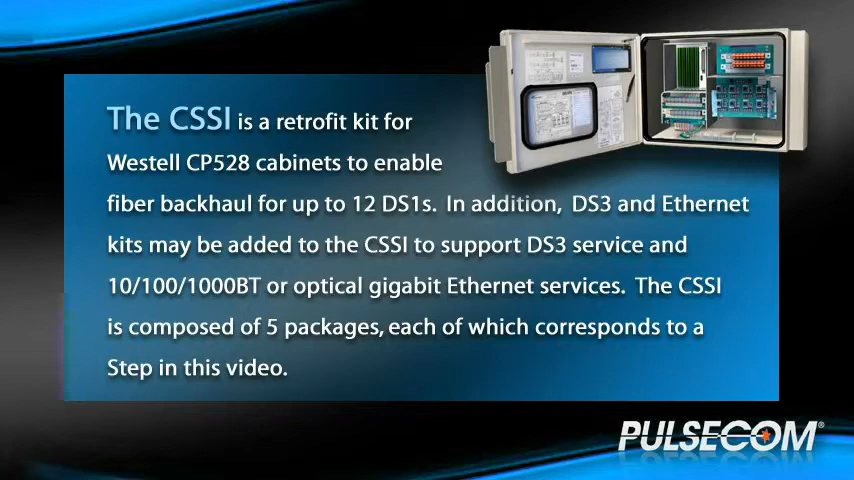 The CSSI is a retrofit kit for
Westell CP528 cabinets to enable
fiber backhaul for up to 12 DS1s.  In addition,  DS3 and Ethernet
kits may be added to the CSSI to support DS3 service and
10/100/1000BT or optical gigabit Ethernet services.  The CSSI
is composed of 5 packages, each of which corresponds to a
Step in this video.
PULSECOM®